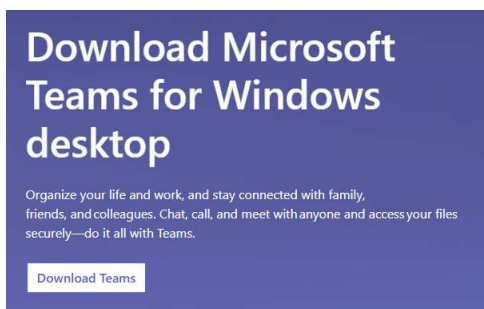 Download Microsoft
Teams for Windows
desktop
Organize your life and work, and stay connected with family,
friends, and colleagues. Chat, call, and meet with anyone and access your files
securely—do it all with Teams.
Download Teams